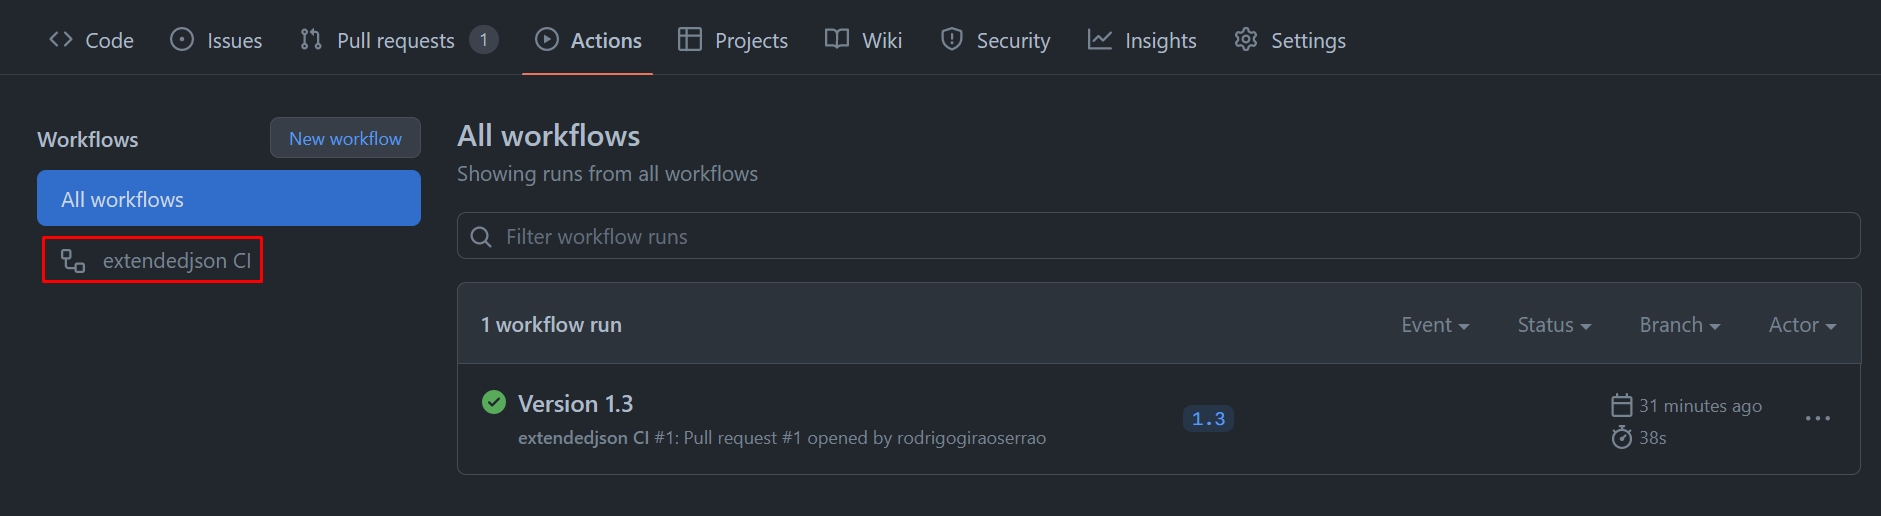 Code Issues Pull requests 1 Actions Projects Wiki Security Insights Settings
Workflows
New workflow
All workflows
extendedjson CI
All workflows
Showing runs from all workflows
Filter workflow runs
1 workflow run Event Status Branch Actor
Version 1.3
extendedjson CI #1: Pull request #1 opened by rodrigogiraoserrao
1.3
31 minutes ago
38s